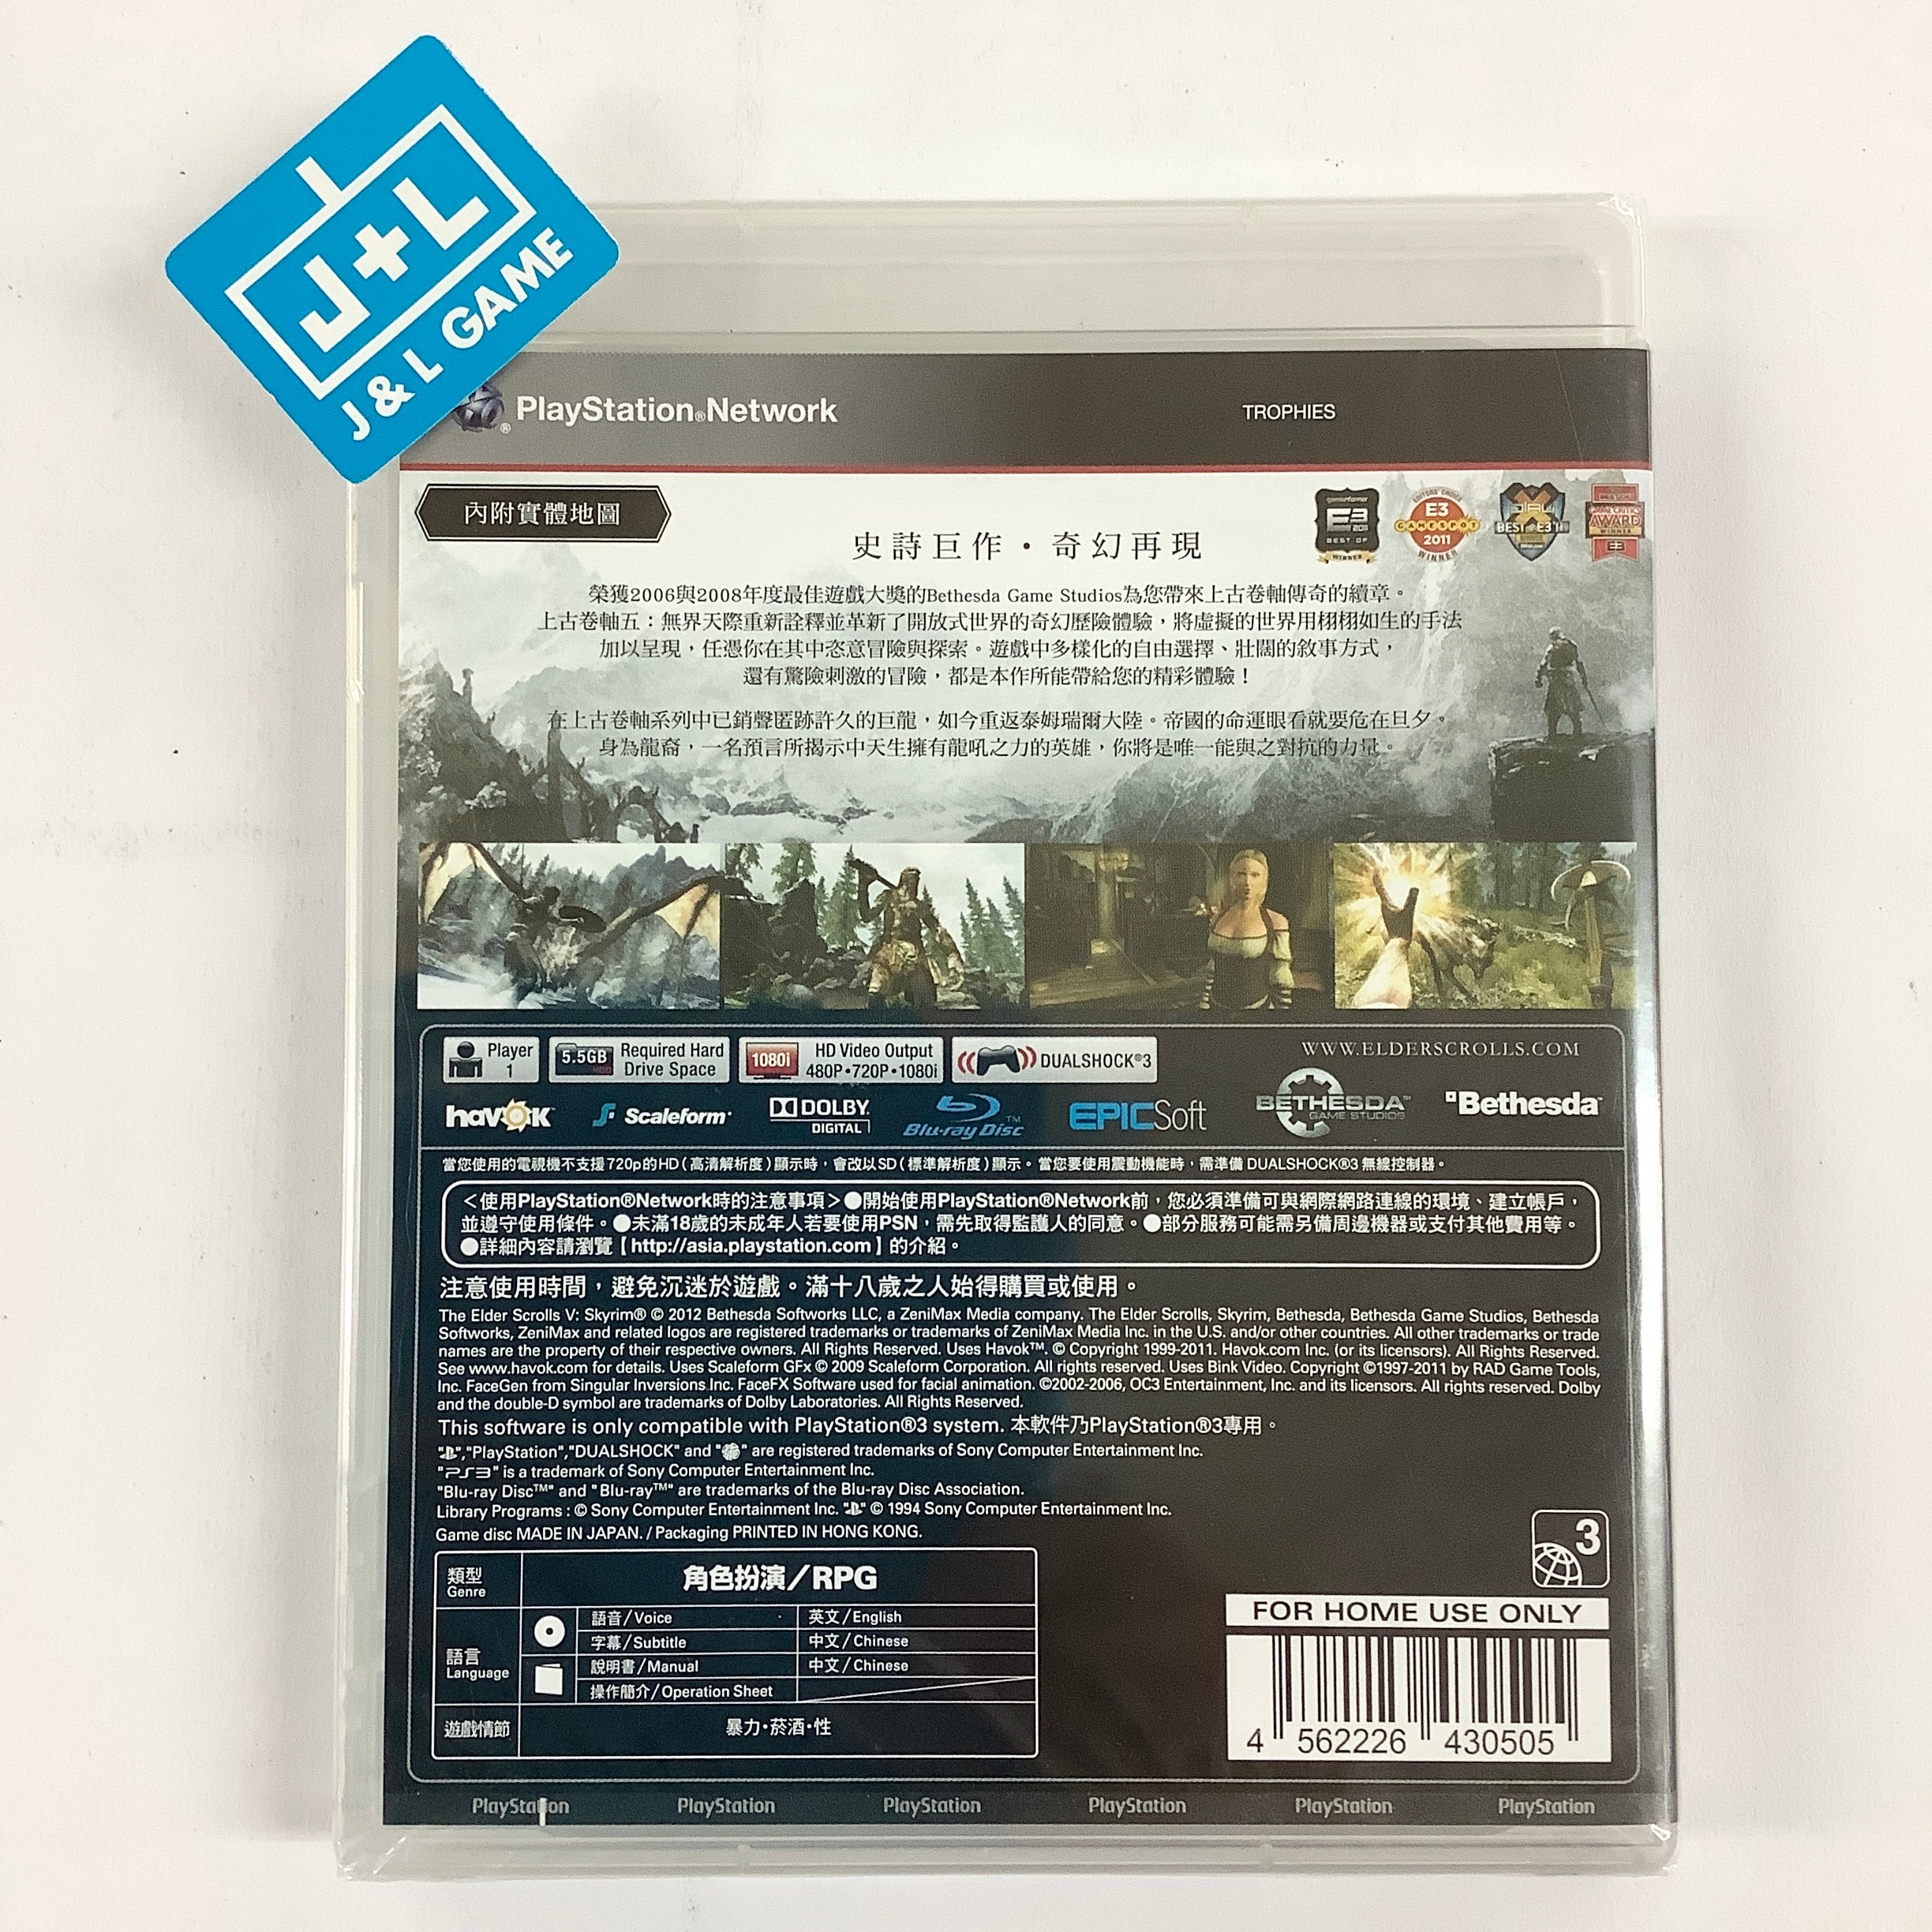 J+L
J & L GAME
PlayStation®Network
TROPHIES
內附實體地圖
gameinformer
E3
2011
BEST OF
WINNER
EDITORS' CHOICE
E3
GAMESPOT
2011
WINNER
BEST OF E3 11
GAME CRITICS
AWARD
WINNER
E3
史詩巨作・奇幻再現
榮獲2006與2008年度最佳遊戲大獎的Bethesda Game Studios為您帶來上古卷軸傳奇的續章。
上古卷軸五：無界天際重新詮釋並革新了開放式世界的奇幻歷險體驗，將虛擬的世界用栩栩如生的手法
加以呈現，任憑你在其中恣意冒險與探索。遊戲中多樣化的自由選擇、壯闊的敘事方式，
還有驚險刺激的冒險，都是本作所能帶給您的精彩體驗！
在上古卷軸系列中已銷聲匿跡許久的巨龍，如今重返泰姆瑞爾大陸。帝國的命運眼看就要危在旦夕。
身為龍裔，一名預言所揭示中天生擁有龍吼之力的英雄，你將是唯一能與之對抗的力量。
Player
1
5.5GB
HDD
Required Hard
Drive Space
1080i
HD Video Output
480P•720P•1080i
DUALSHOCK®3
WWW.ELDERSCROLLS.COM
havOK
Scaleform
DOLBY
DIGITAL
Blu-ray Disc™
EPICSoft
BETHESDA™
GAME STUDIOS
Bethesda
當您使用的電視機不支援720p的HD（高清解析度）顯示時，會改以SD（標準解析度）顯示。當您要使用震動機能時，需準備 DUALSHOCK®3 無線控制器。
＜使用PlayStation®Network時的注意事項＞●開始使用PlayStation®Network前，您必須準備可與網際網路連線的環境、建立帳戶，
並遵守使用條件。●未滿18歲的未成年人若要使用PSN，需先取得監護人的同意。●部分服務可能需另備周邊機器或支付其他費用等。
●詳細內容請瀏覽【http://asia.playstation.com】的介紹。
注意使用時間，避免沉迷於遊戲。滿十八歲之人始得購買或使用。
The Elder Scrolls V: Skyrim® © 2012 Bethesda Softworks LLC, a ZeniMax Media company. The Elder Scrolls, Skyrim, Bethesda, Bethesda Game Studios, Bethesda
Softworks, ZeniMax and related logos are registered trademarks or trademarks of ZeniMax Media Inc. in the U.S. and/or other countries. All other trademarks or trade
names are the property of their respective owners. All Rights Reserved. Uses Havok™. © Copyright 1999-2011. Havok.com Inc. (or its licensors). All Rights Reserved.
See www.havok.com for details. Uses Scaleform GFx © 2009 Scaleform Corporation. All rights reserved. Uses Bink Video. Copyright ©1997-2011 by RAD Game Tools,
Inc. FaceGen from Singular Inversions Inc. FaceFX Software used for facial animation. ©2002-2006, OC3 Entertainment, Inc. and its licensors. All rights reserved. Dolby
and the double-D symbol are trademarks of Dolby Laboratories. All Rights Reserved.
This software is only compatible with PlayStation®3 system. 本軟件乃PlayStation®3專用。
" ","PlayStation","DUALSHOCK" and " " are registered trademarks of Sony Computer Entertainment Inc.
"PS3" is a trademark of Sony Computer Entertainment Inc.
"Blu-ray Disc™" and "Blu-ray™" are trademarks of the Blu-ray Disc Association.
Library Programs : © Sony Computer Entertainment Inc. " " © 1994 Sony Computer Entertainment Inc.
Game disc MADE IN JAPAN. / Packaging PRINTED IN HONG KONG.
3
類型
Genre
角色扮演／RPG
語言
Language
語音/Voice
英文/English
字幕/Subtitle
中文/Chinese
說明書/Manual
中文/Chinese
操作簡介/Operation Sheet
遊戲情節
暴力•菸酒•性
FOR HOME USE ONLY
4 562226 430505
PlayStation PlayStation PlayStation PlayStation PlayStation PlayStation